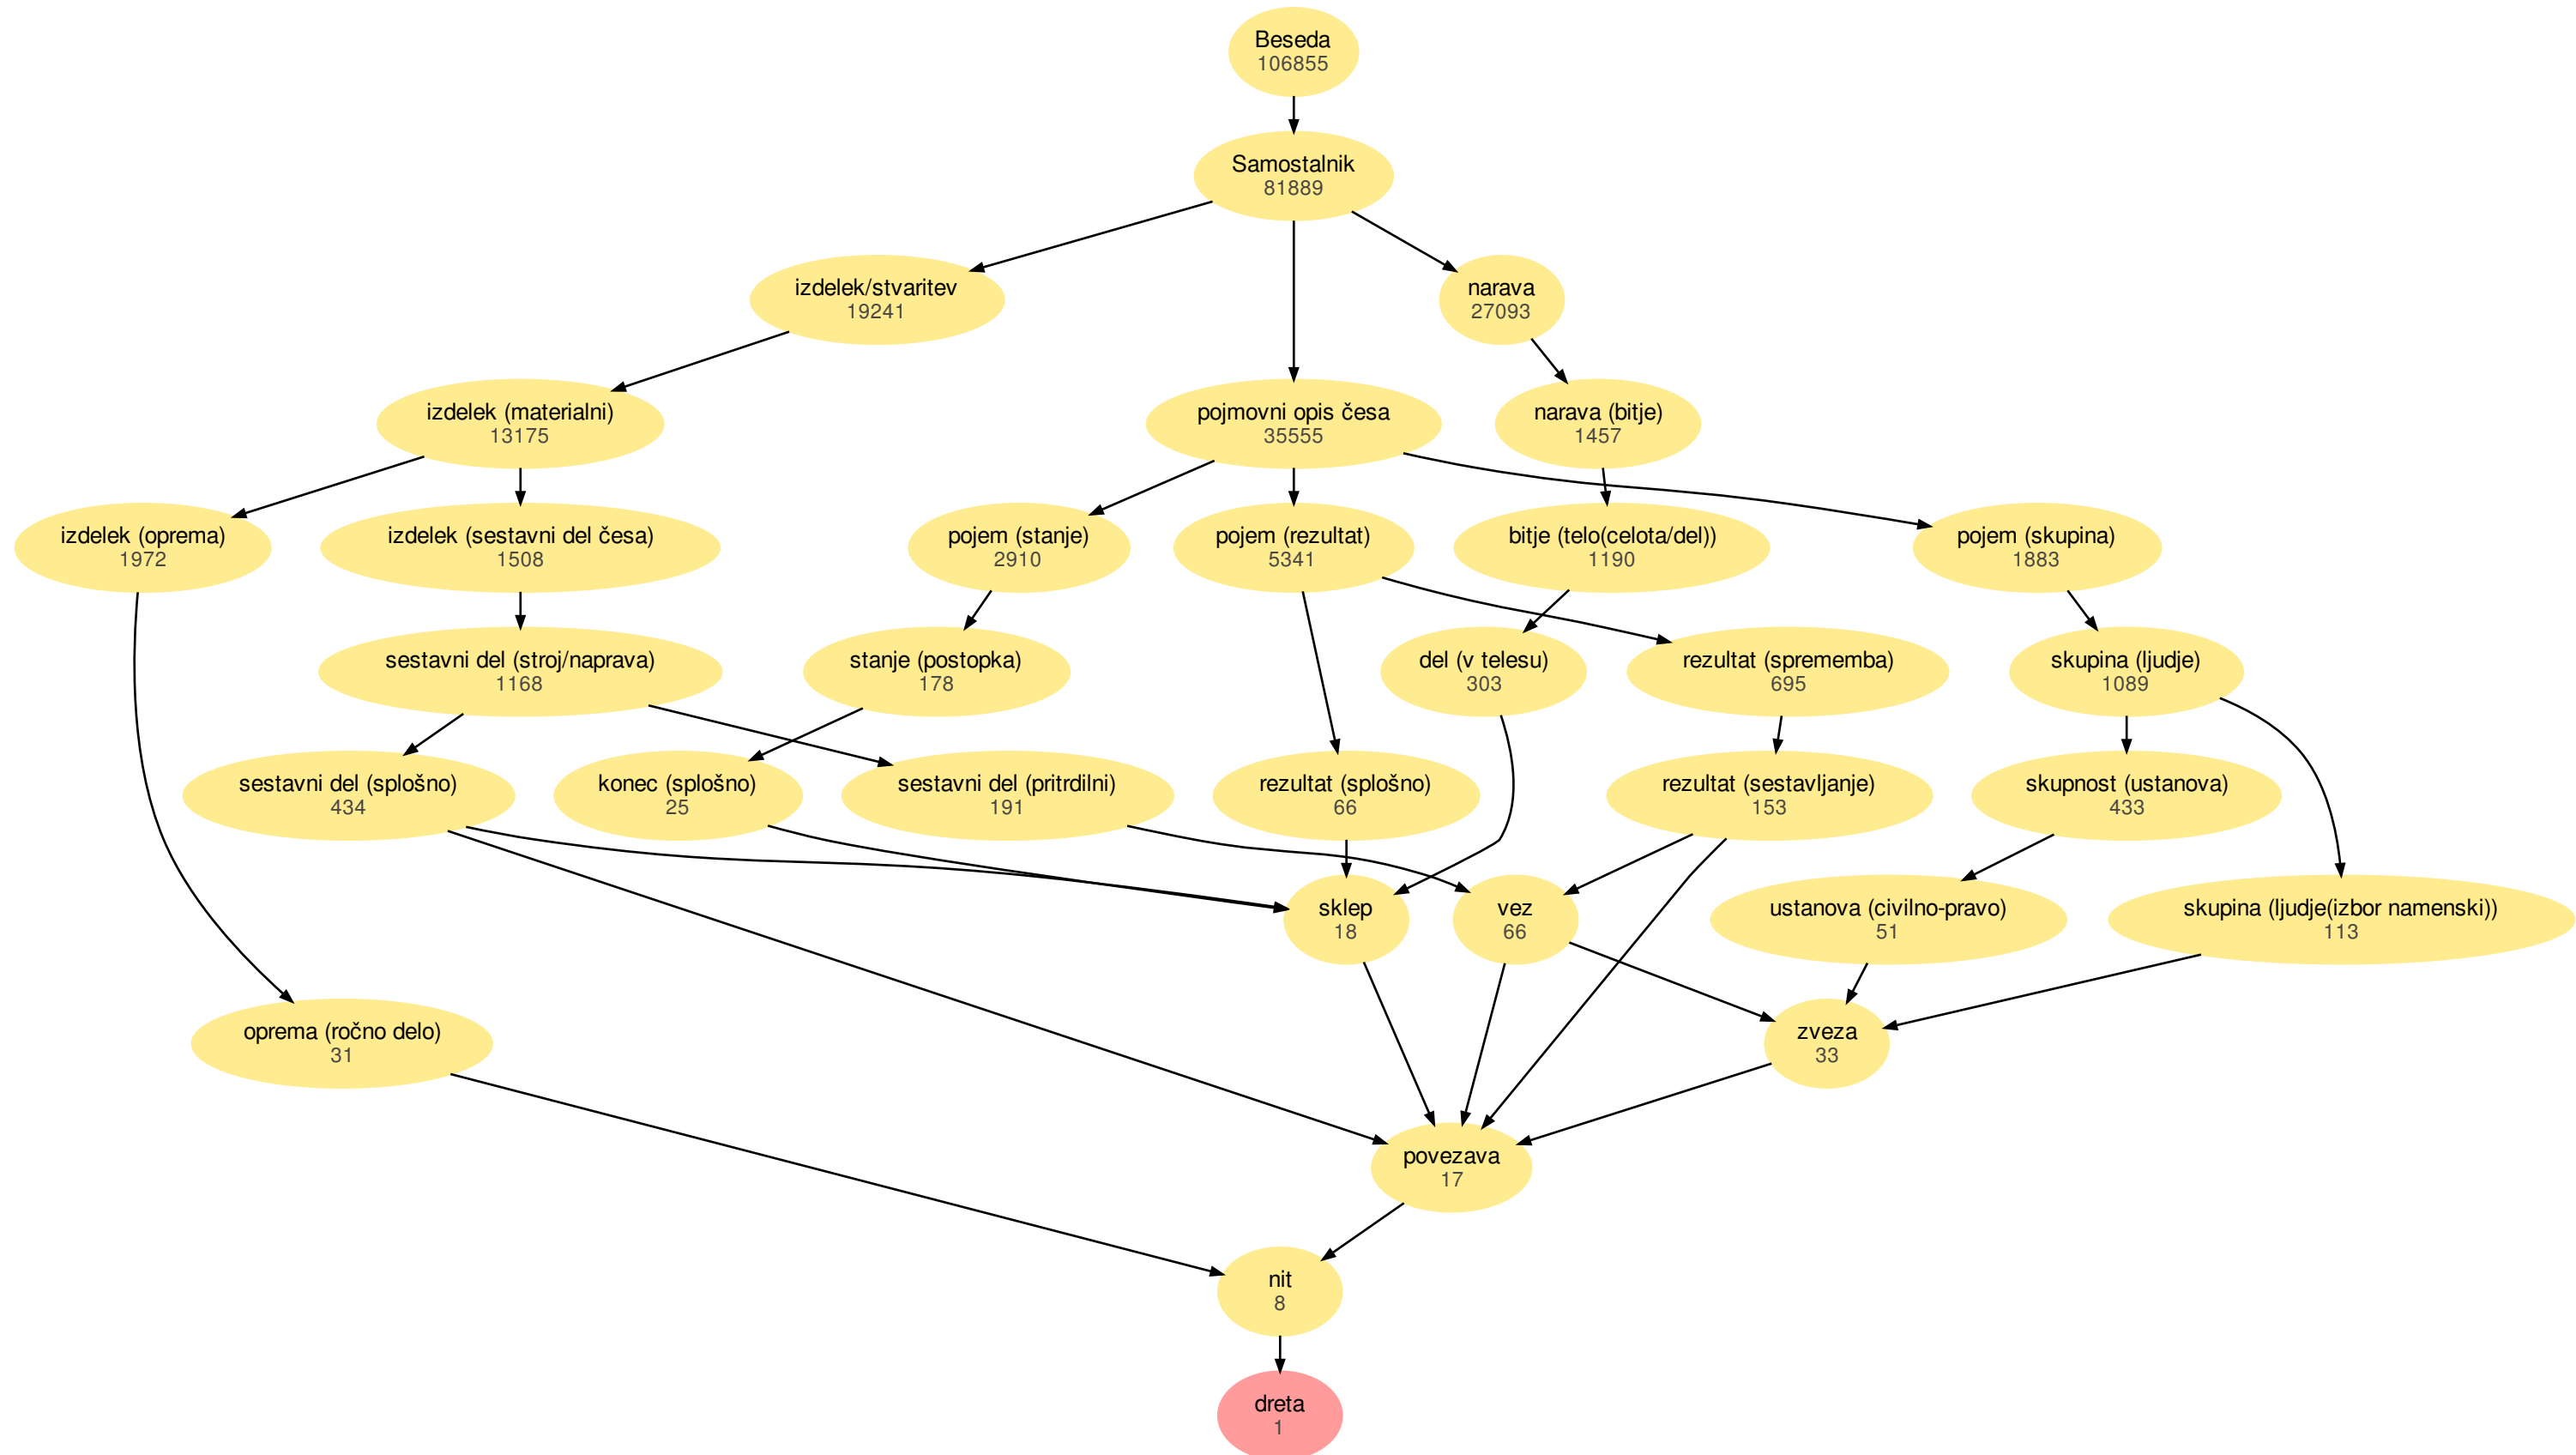 Beseda
106855
Samostalnik
81889
izdelek/stvaritev
19241
narava
27093
izdelek (materialni)
13175
pojmovni opis česa
35555
narava (bitje)
1457
izdelek (oprema)
1972
izdelek (sestavni del česa)
1508
pojem (stanje)
2910
pojem (rezultat)
5341
bitje (telo(celota/del))
1190
pojem (skupina)
1883
sestavni del (stroj/naprava)
1168
stanje (postopka)
178
del (v telesu)
303
rezultat (sprememba)
695
skupina (ljudje)
1089
sestavni del (splošno)
434
konec (splošno)
25
sestavni del (pritrdilni)
191
rezultat (splošno)
66
rezultat (sestavljanje)
153
skupnost (ustanova)
433
sklep
18
vez
66
ustanova (civilno-pravo)
51
skupina (ljudje(izbor namenski))
113
oprema (ročno delo)
31
zveza
33
povezava
17
nit
8
dreta
1